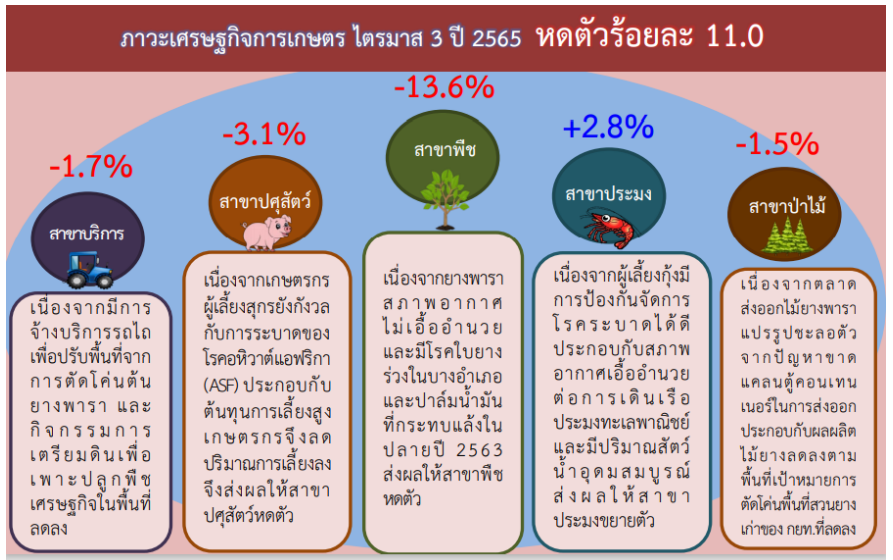 ภาวะเศรษฐกิจการเกษตร ไตรมาส 3 ปี 2565 หดตัวร้อยละ 11.0
-1.7%
สาขาบริการ
เนื่องจากมีการ
จ้างบริการรถไถ
เพื่อปรับพื้นที่จาก
การตัดโค่นต้น
ยางพารา และ
กิจกรรมการ
เตรียมดินเพื่อ
เพาะปลูกพืช
เศรษฐกิจในพื้นที่
ลดลง
-3.1%
สาขาปศุสัตว์
เนื่องจากเกษตรกร
ผู้เลี้ยงสุกรยังกังวล
กับการระบาดของ
โรคอหิวาต์แอฟริกา
(ASF) ประกอบกับ
ต้นทุนการเลี้ยงสูง
เกษตรกรจึงลด
ปริมาณการเลี้ยงลง
จึงส่งผลให้สาขา
ปศุสัตว์หดตัว
-13.6%
สาขาพืช
เนื่องจากยางพารา
สภาพอากาศ
ไม่เอื้ออำนวย
และมีโรคใบยาง
ร่วงในบางอำเภอ
และปาล์มน้ำมัน
ที่กระทบแล้งใน
ปลายปี 2563
ส่งผลให้สาขาพืช
หดตัว
+2.8%
สาขาประมง
เนื่องจากผู้เลี้ยงกุ้งมี
การป้องกันจัดการ
โรคระบาดได้ดี
ประกอบกับสภาพ
อากาศเอื้ออำนวย
ต่อการเดินเรือ
ประมงทะเลพาณิชย์
และมีปริมาณสัตว์
น้ำอุดมสมบูรณ์
ส่งผลให้สาขา
ประมงขยายตัว
-1.5%
สาขาป่าไม้
เนื่องจากตลาด
ส่งออกไม้ยางพารา
แปรรูปชะลอตัว
จากปัญหาขาด
แคลนตู้คอนเทน
เนอร์ในการส่งออก
ประกอบกับผลผลิต
ไม้ยางลดลงตาม
พื้นที่เป้าหมายการ
ตัดโค่นพื้นที่สวนยาง
เก่าของ กยท.ที่ลดลง